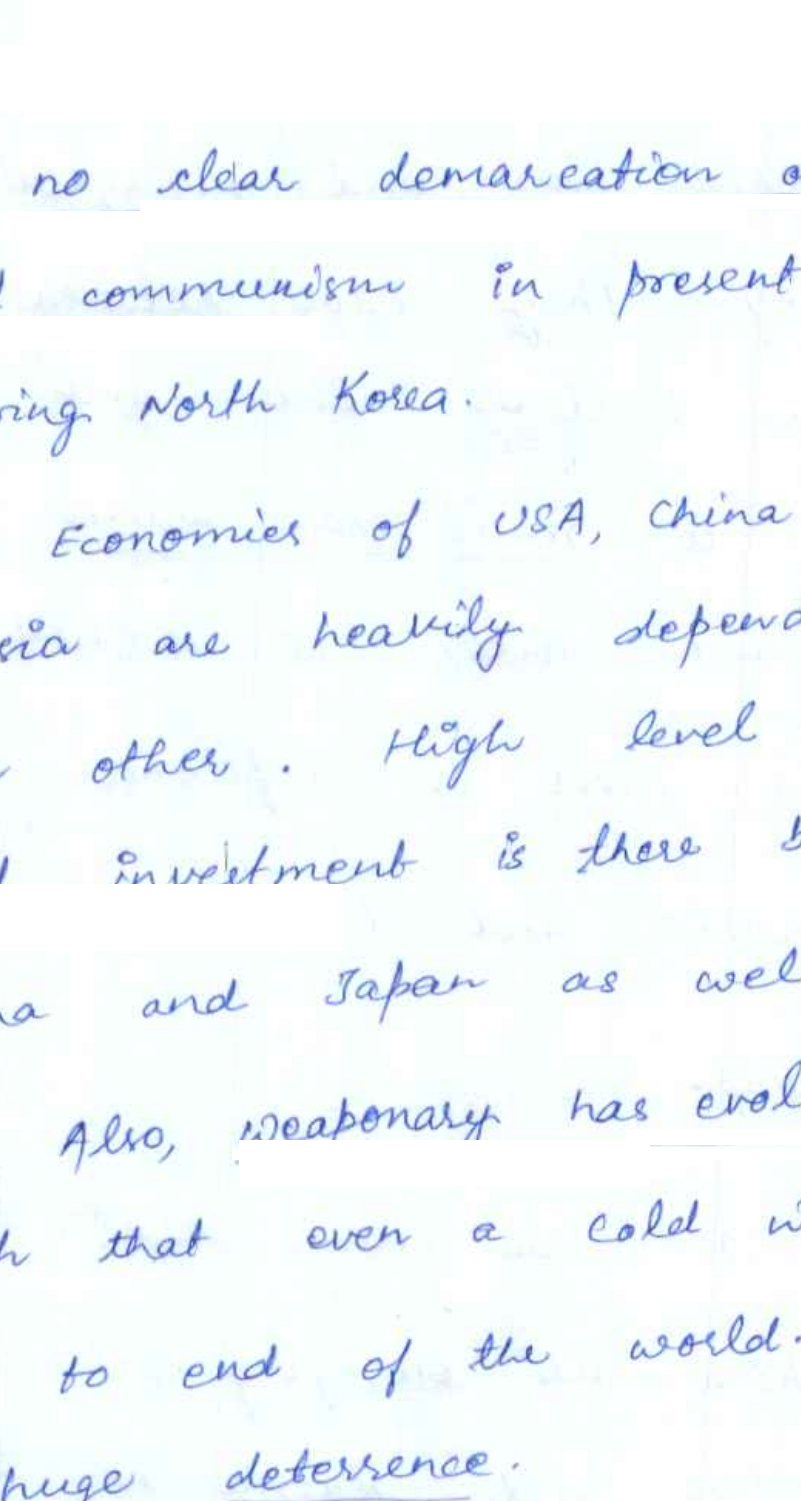 no clear demarcation o
communism in present
ring North Korea.
Economies of USA, China
sia are heavily depend
other. High level
investment is there b
na and Japan as wel
Also, weaponary has evol
h that even a cold w
to end of the world.
huge deterrence.